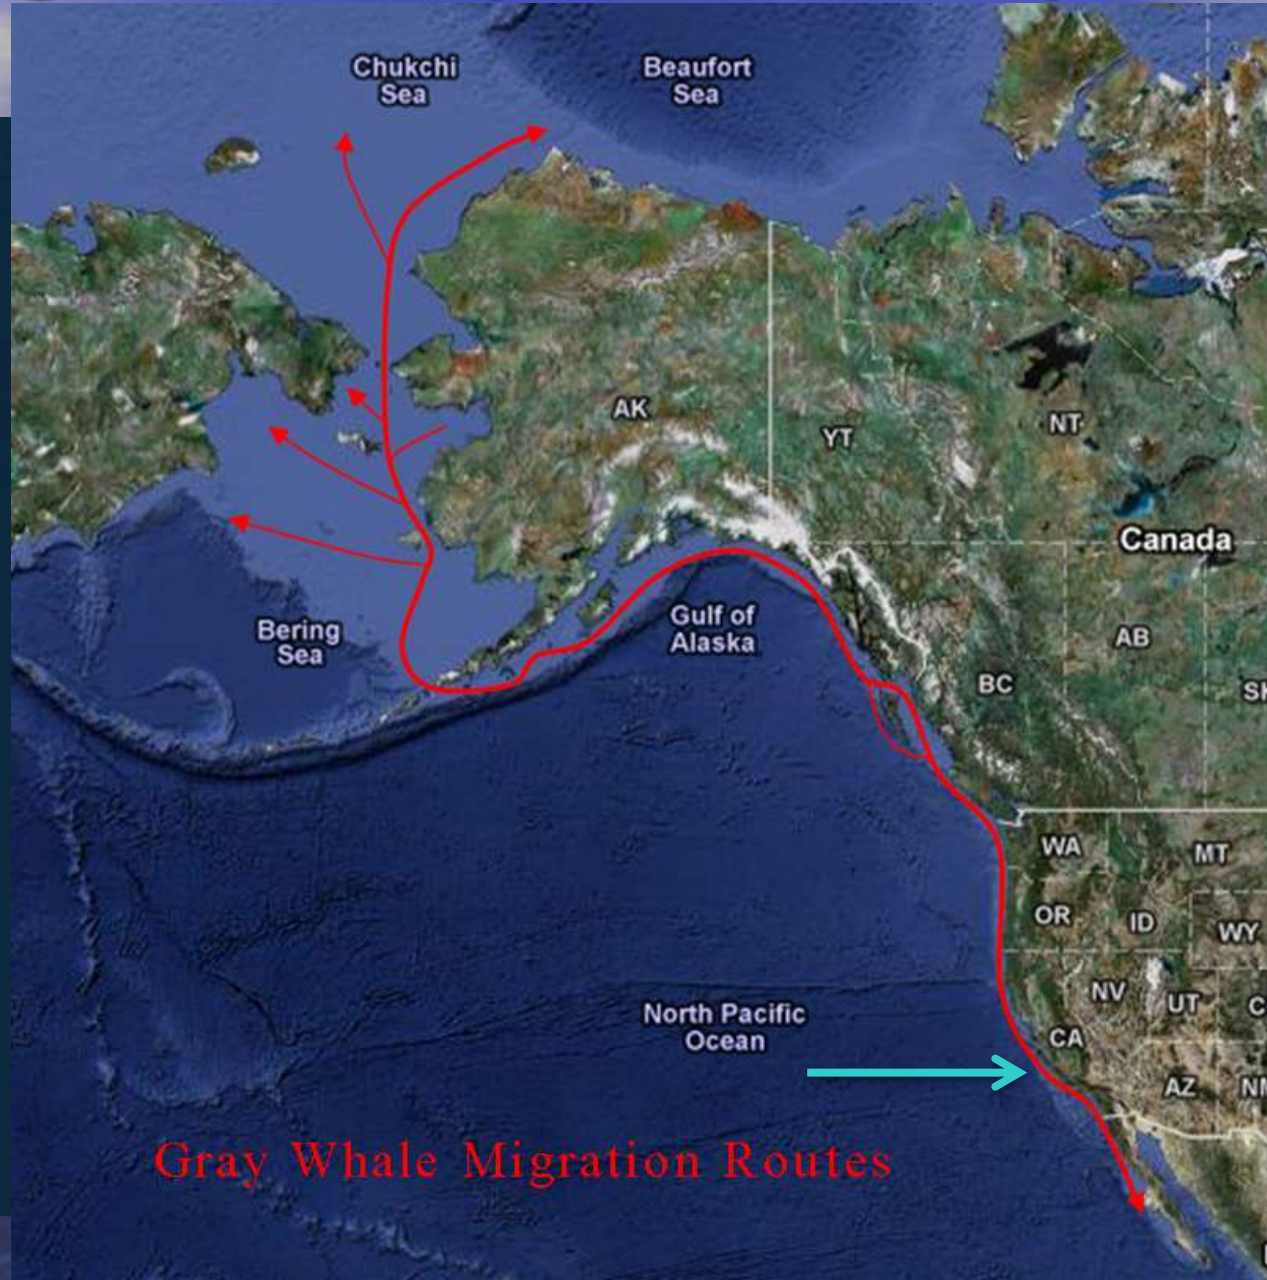 Chukchi
Sea
Beaufort
Sea
AK
YT
NT
Canada
Bering
Sea
Gulf of
Alaska
AB
BC
WA
MT
OR
ID
WY
NV
UT
North Pacific
Ocean
CA
AZ
Gray Whale Migration Routes